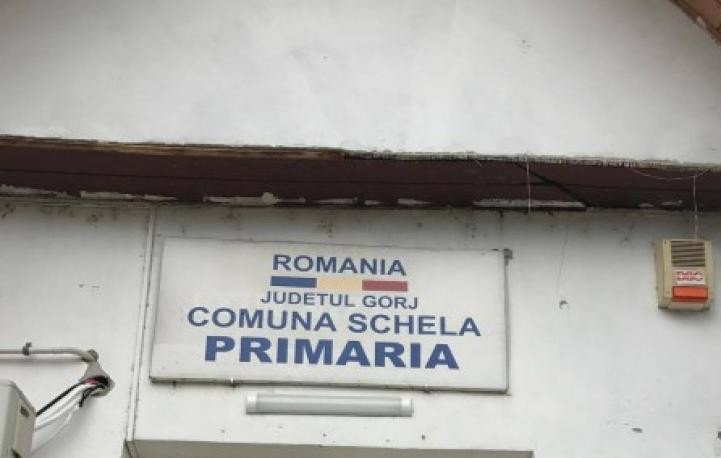 ROMANIA
JUDETUL GORJ
COMUNA SCHELA
PRIMARIA